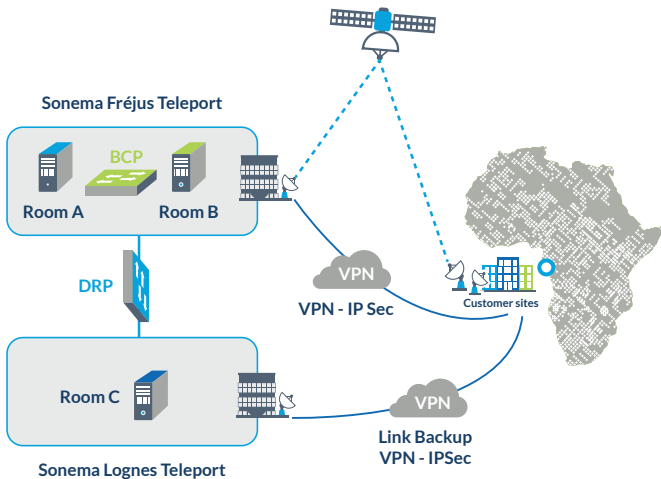 Sonema Fréjus Teleport
BCP
Room A
Room B
DRP
VPN
VPN - IP Sec
Customer sites
Room C
VPN
Link Backup
VPN - IPSec
Sonema Lognes Teleport